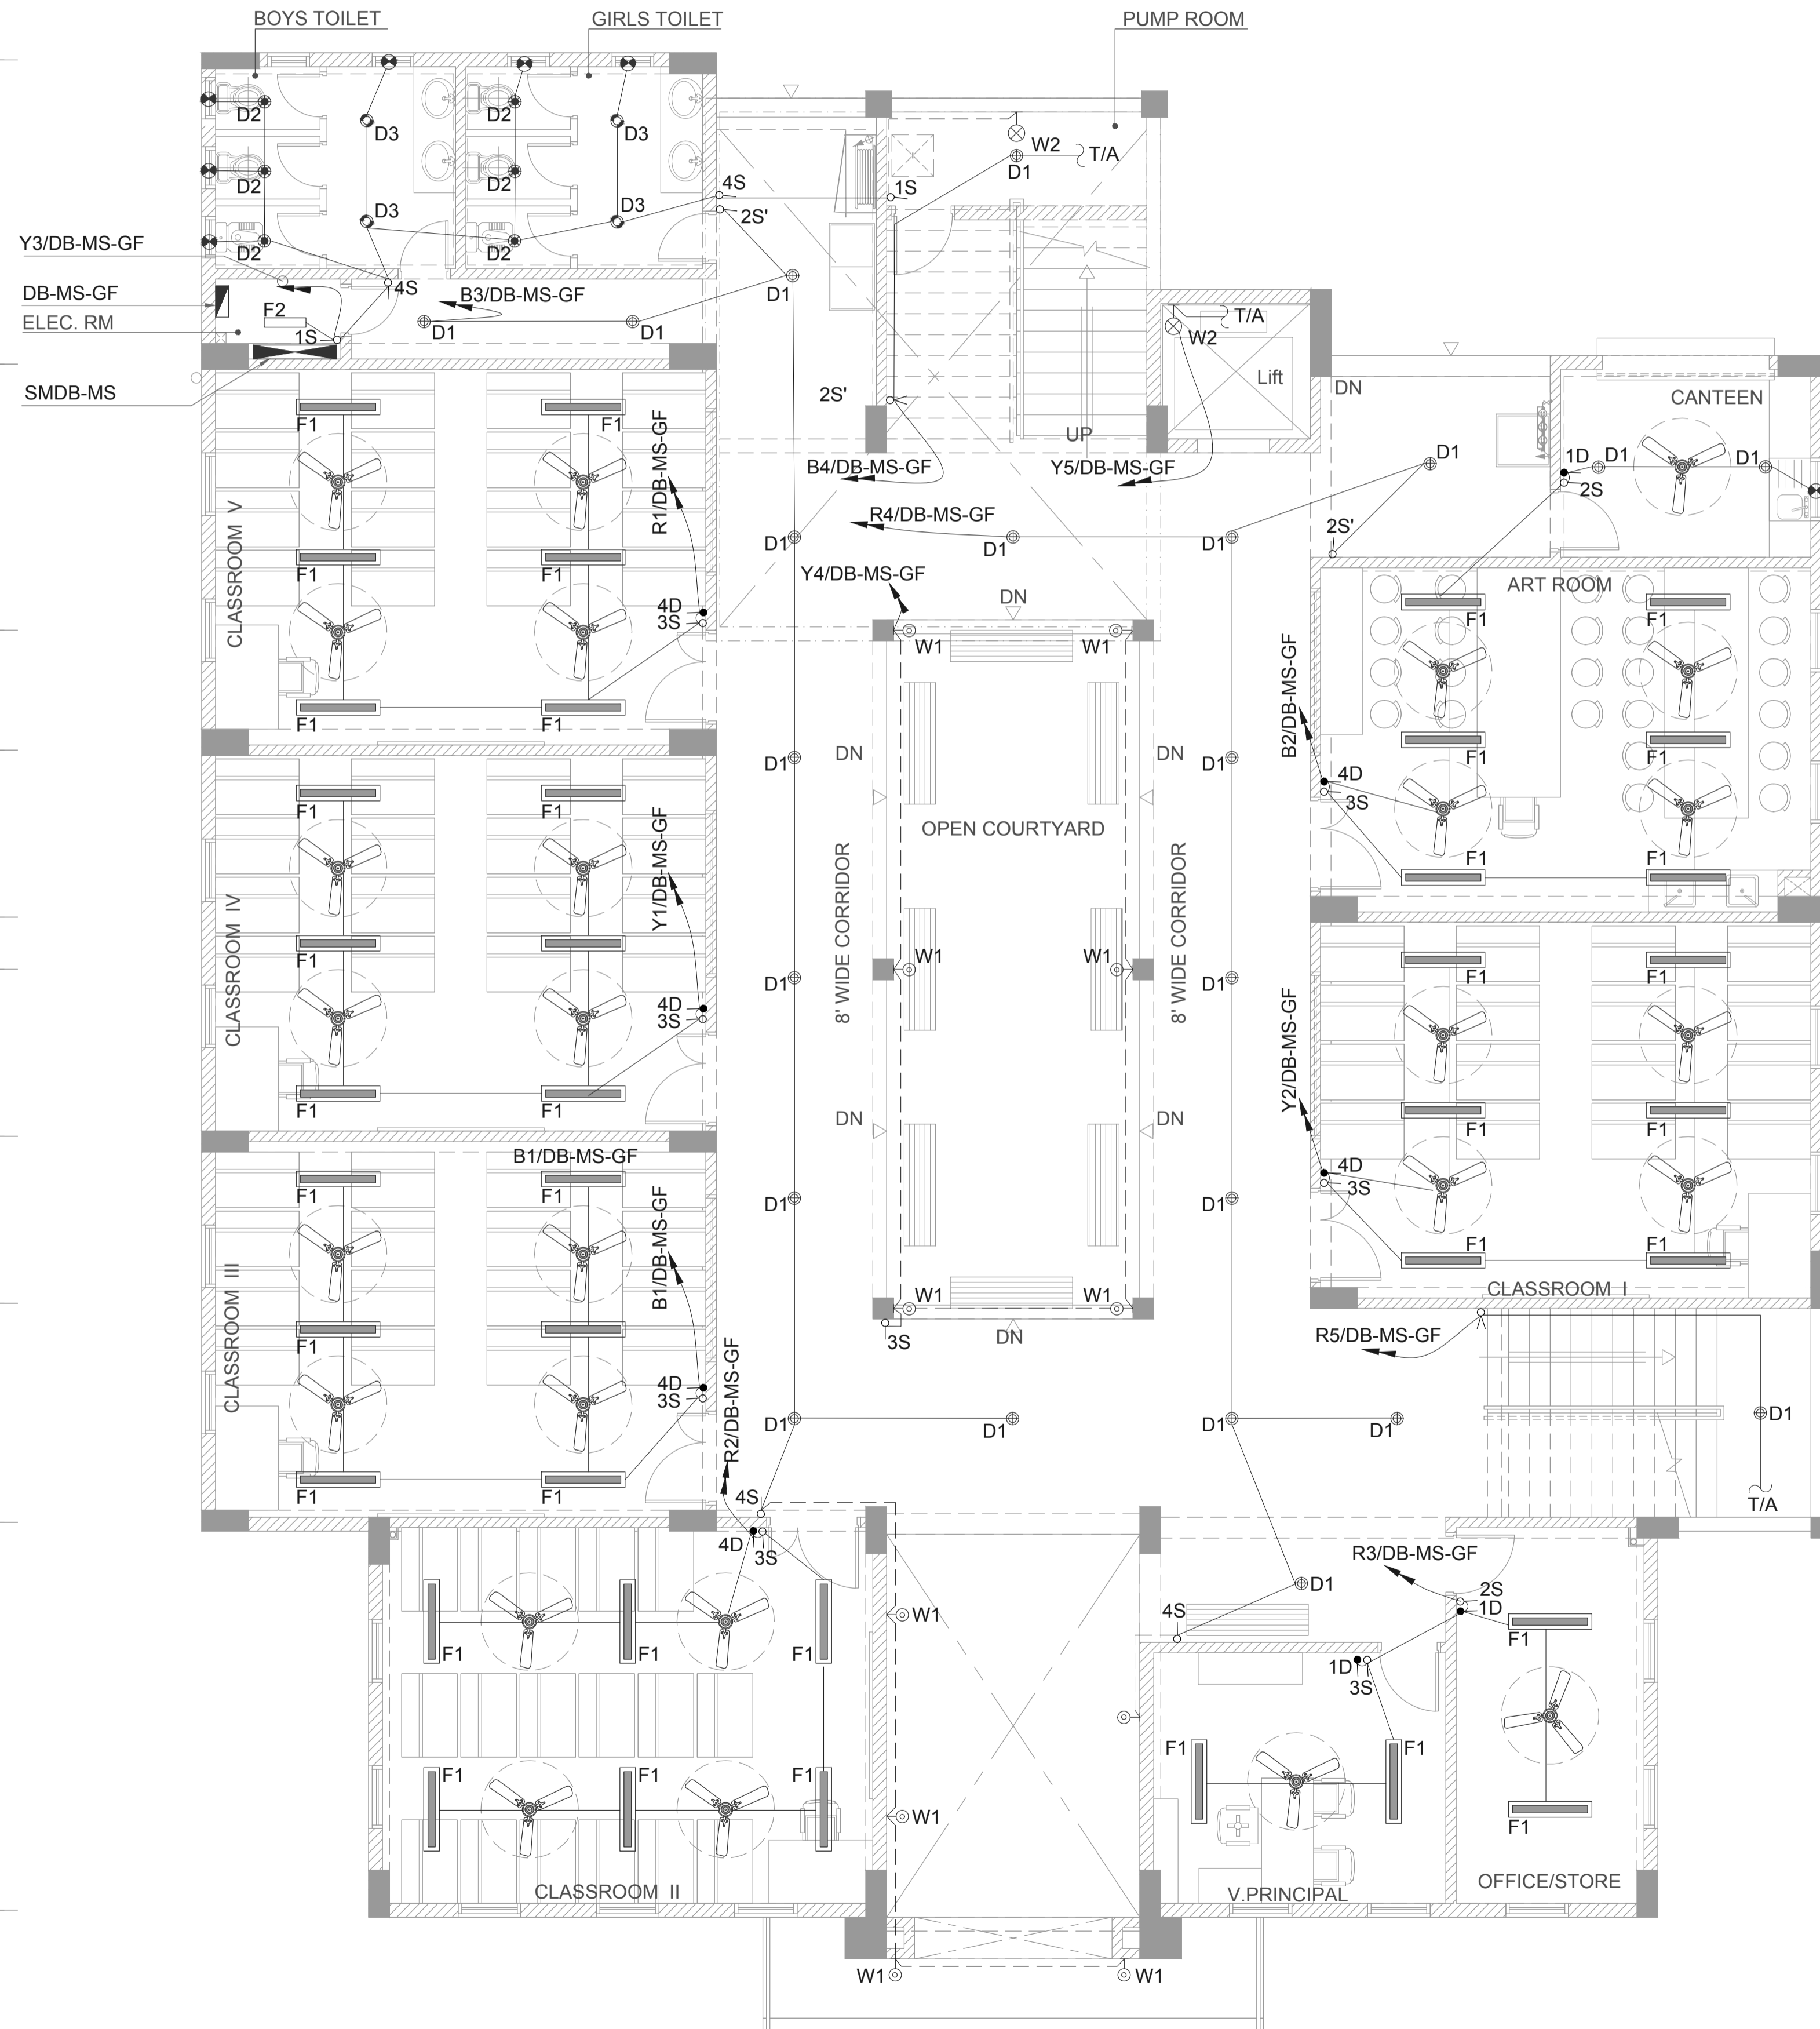 BOYS TOILET
GIRLS TOILET
PUMP ROOM
D2
D3
D2
D3
W2
T/A
D1
D2
D2
4S
1S
D3
D3
2S'
Y3/DB-MS-GF
D2
D2
4S
DB-MS-GF
B3/DB-MS-GF
D1
F2
ELEC. RM
1S
D1
D1
T/A
W2
SMDB-MS
2S'
Lift
DN
CANTEEN
F1
F1
UP
R1/DB-MS-GF
B4/DB-MS-GF
Y5/DB-MS-GF
D1
1D
D1
D1
2S
R4/DB-MS-GF
2S'
D1
D1
D1
CLASSROOM V
F1
F1
Y4/DB-MS-GF
DN
ART ROOM
4D
3S
F1
F1
W1
W1
B2/DB-MS-GF
F1
F1
D1
DN
DN
D1
F1
F1
4D
3S
F1
F1
Y1/DB-MS-GF
8' WIDE CORRIDOR
OPEN COURTYARD
8' WIDE CORRIDOR
F1
F1
CLASSROOM IV
F1
F1
W1
W1
D1
D1
F1
F1
4D
3S
Y2/DB-MS-GF
F1
F1
DN
DN
F1
F1
B1/DB-MS-GF
4D
3S
F1
F1
D1
D1
B1/DB-MS-GF
F1
F1
CLASSROOM I
CLASSROOM III
F1
F1
W1
W1
3S
DN
R5/DB-MS-GF
R2/DB-MS-GF
4D
3S
D1
D1
D1
D1
D1
F1
F1
4S
T/A
4D
3S
R3/DB-MS-GF
D1
2S
1D
W1
4S
F1
F1
F1
F1
1D
3S
F1
F1
F1
F1
F1
W1
F1
CLASSROOM II
V.PRINCIPAL
OFFICE/STORE
W1
W1